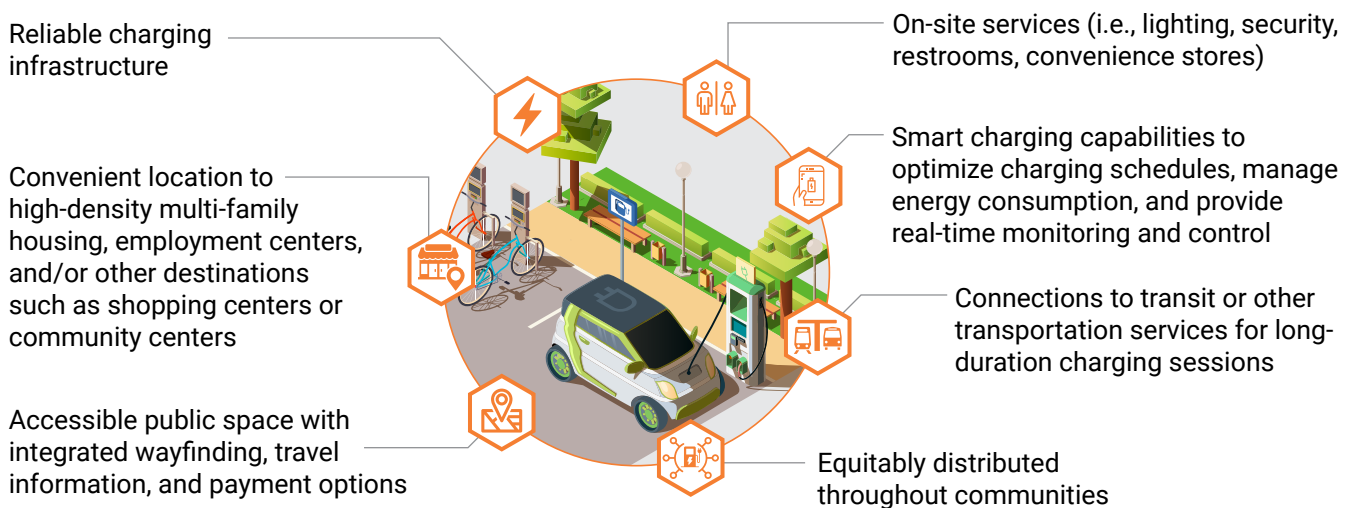 Reliable charging
infrastructure
Convenient location to
high-density multi-family
housing, employment centers,
and/or other destinations
such as shopping centers or
community centers
Accessible public space with
integrated wayfinding, travel
information, and payment options
On-site services (i.e., lighting, security,
restrooms, convenience stores)
Smart charging capabilities to
optimize charging schedules, manage
energy consumption, and provide
real-time monitoring and control
Connections to transit or other
transportation services for long-
duration charging sessions
Equitably distributed
throughout communities